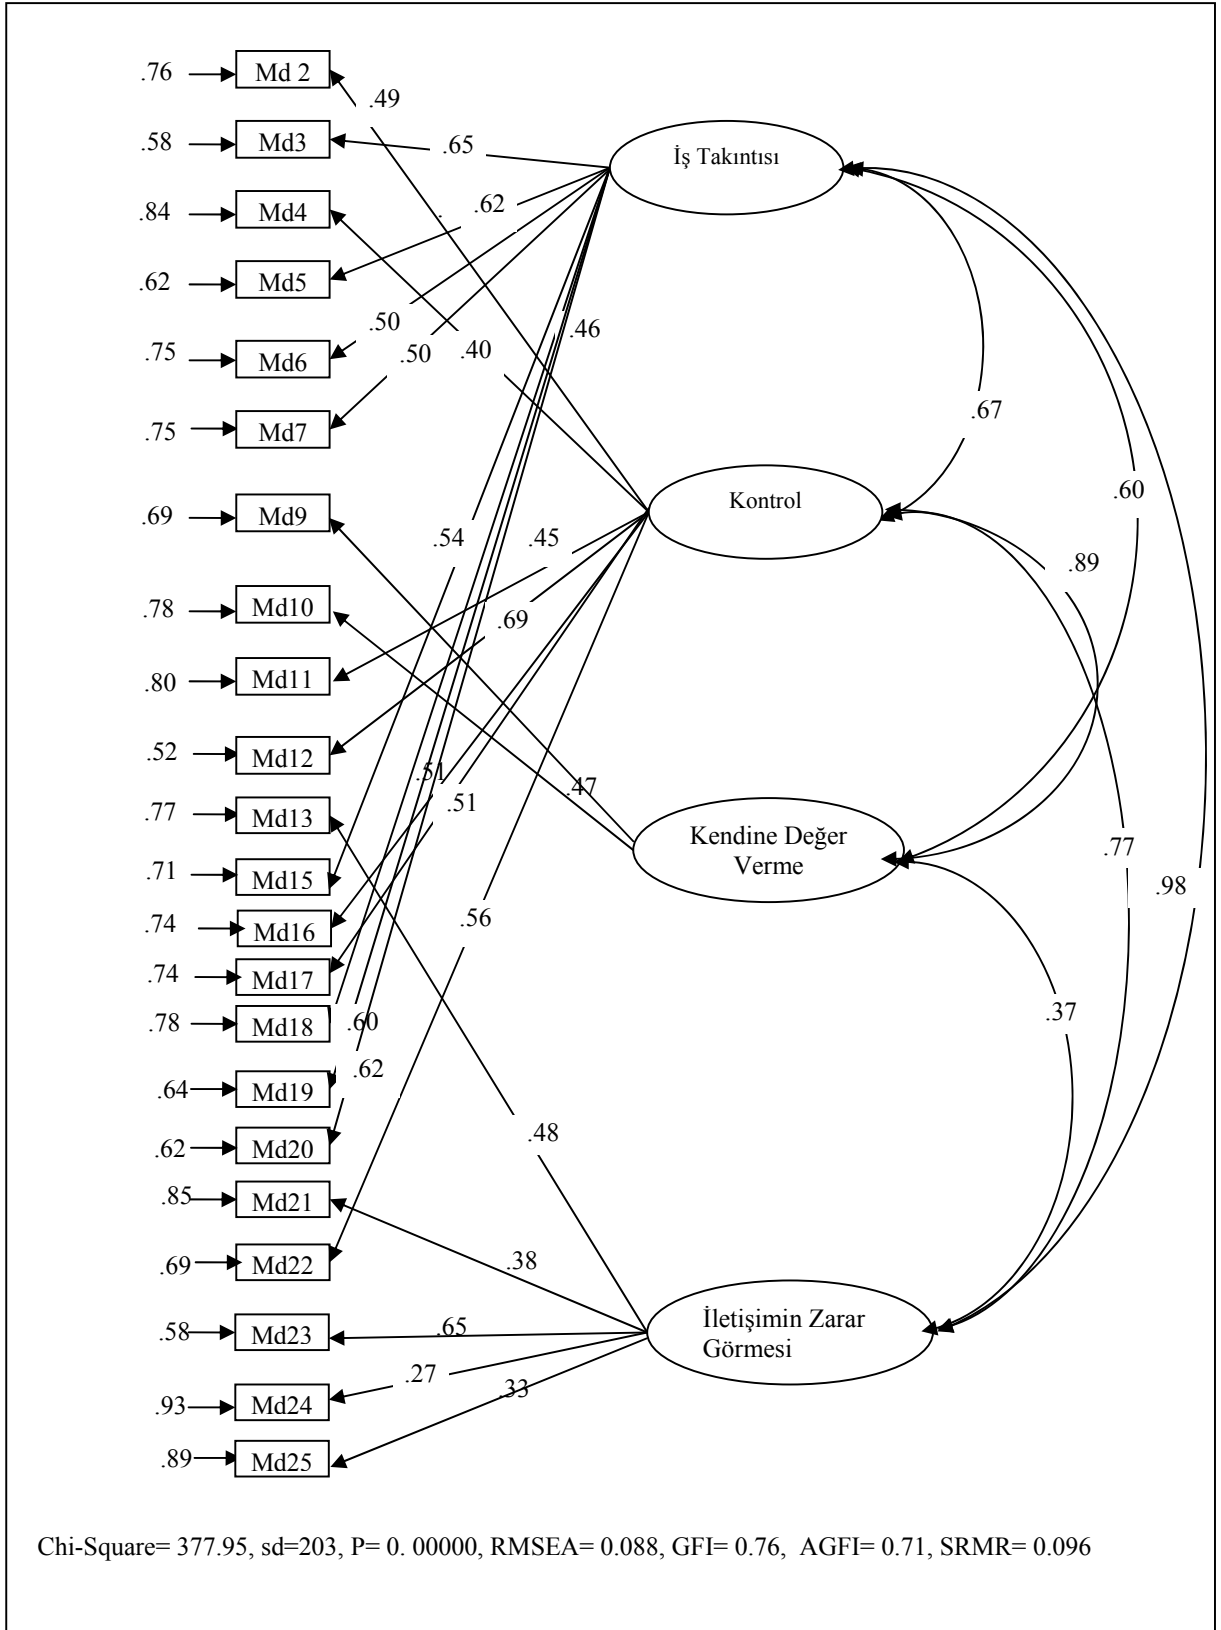 .76 Md 2
.49
.58 Md3 .65 İş Takıntısı
.84 Md4 .62
.62 Md5
.50 .46
.75 Md6 .50 .40
.75 Md7 .67
.69 Md9 Kontrol .60
.54 .45 .89
.78 Md10 .69
.80 Md11
.52 Md12
.51 .47
.77 Md13 .51 Kendine Değer
Verme .77
.71 Md15 .98
.74 Md16 .56
.74 Md17
.78 Md18 .60 .37
.62
.64 Md19
.62 Md20 .48
.85 Md21
.69 Md22 .38
.58 Md23 .65 İletişimin Zarar
Görmesi
.27
.93 Md24 .33
.89 Md25
Chi-Square= 377.95, sd=203, P= 0. 00000, RMSEA= 0.088, GFI= 0.76, AGFI= 0.71, SRMR= 0.096